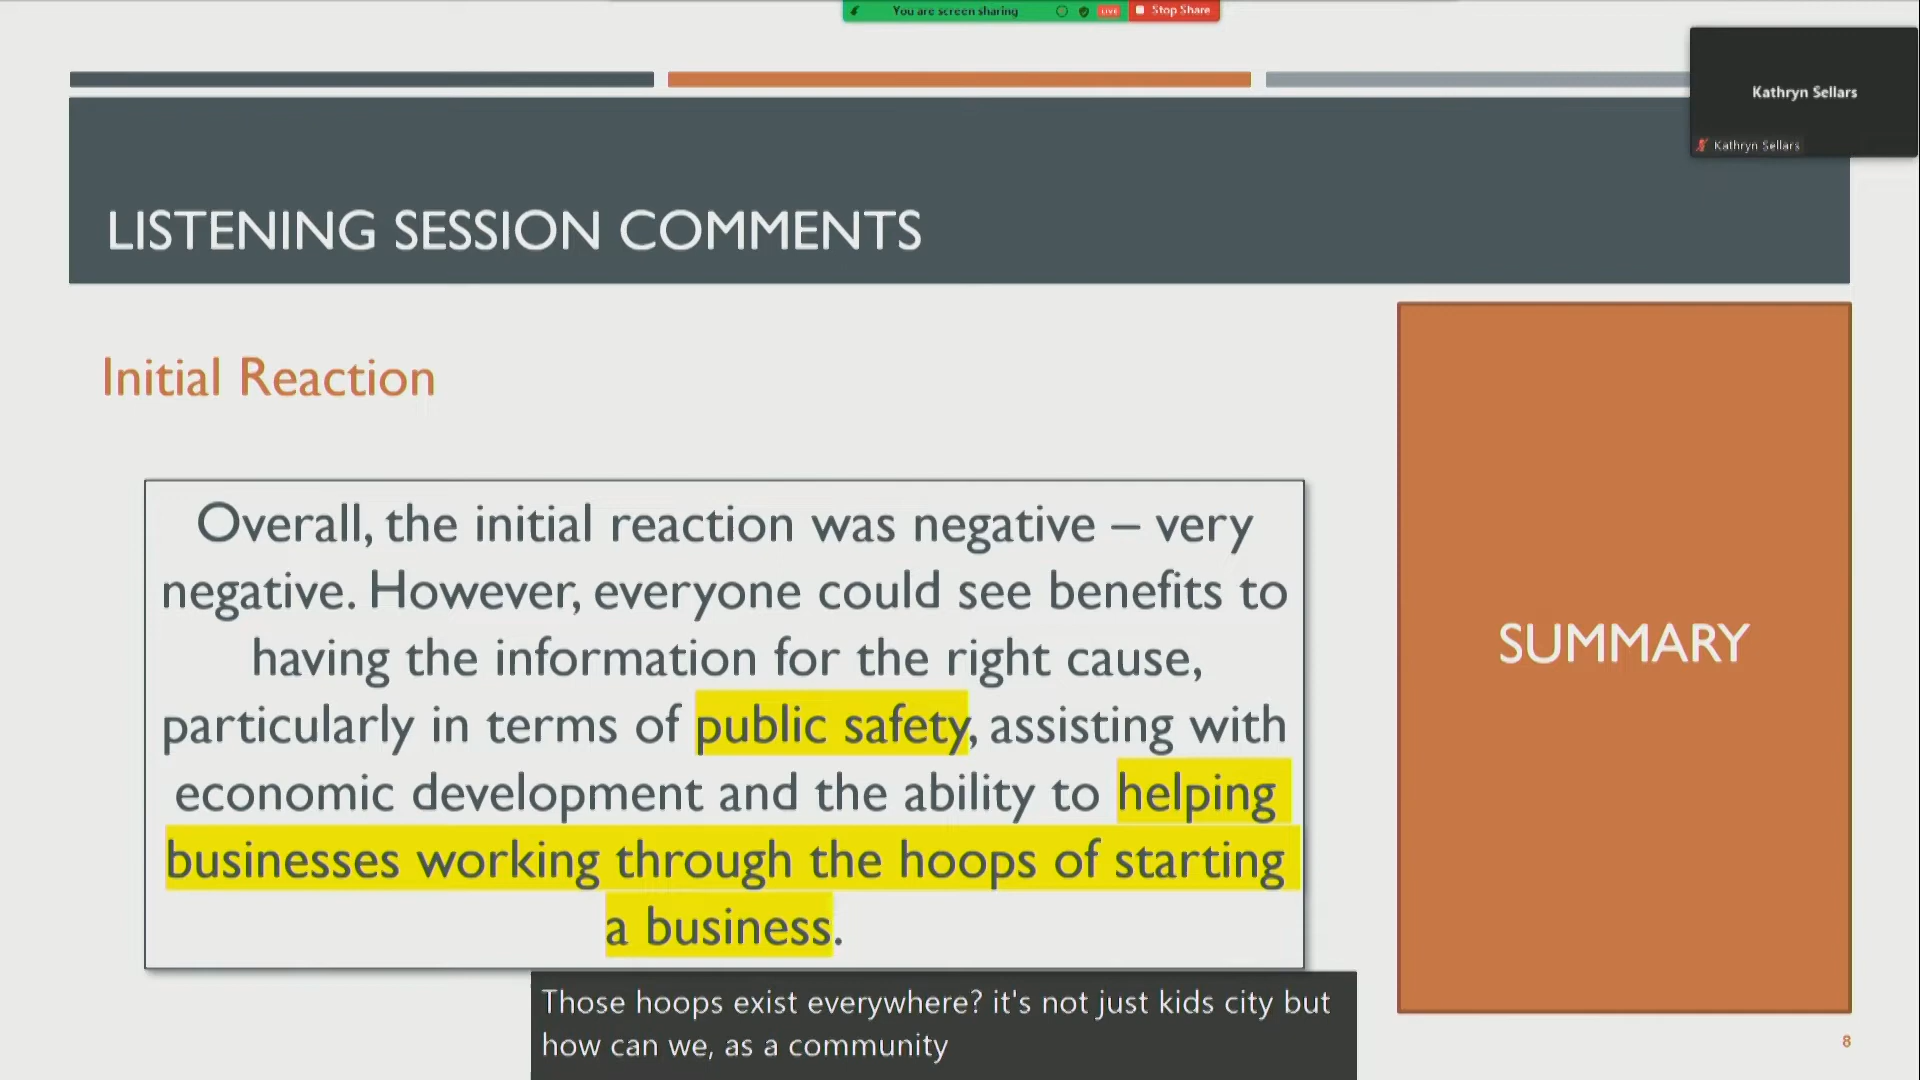 You are screen sharing
LIVE
Stop Share
Kathryn Sellars
Kathryn Sellars
LISTENING SESSION COMMENTS
Initial Reaction
Overall, the initial reaction was negative – very
negative. However, everyone could see benefits to
having the information for the right cause,
particularly in terms of public safety, assisting with
economic development and the ability to helping
businesses working through the hoops of starting
a business.
SUMMARY
Those hoops exist everywhere? it's not just kids city but
how can we, as a community
8